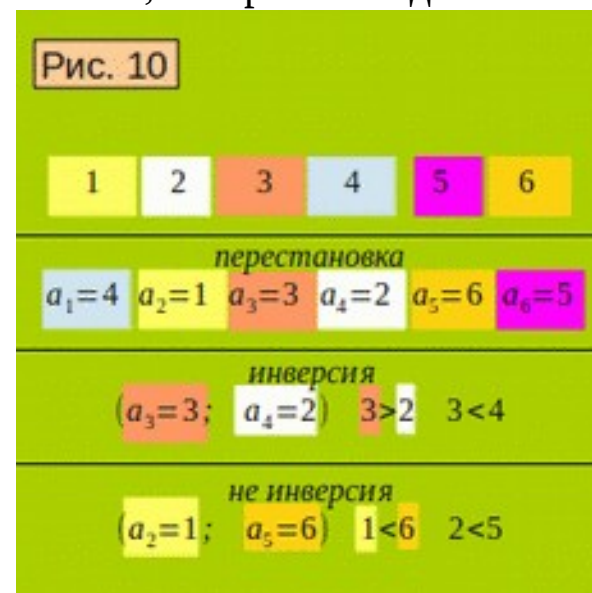 Рис. 10
1 2 3 4 5 6
перестановка
a₁=4 a₂=1 a₃=3 a₄=2 a₅=6 a₆=5
инверсия
(a₃=3; a₄=2) 3>2 3<4
не инверсия
(a₂=1; a₅=6) 1<6 2<5